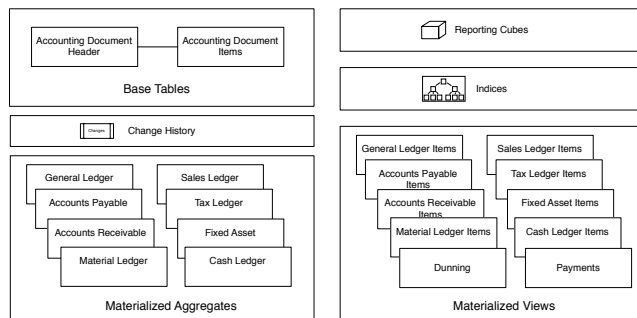 Accounting Document
Header
Accounting Document
Items
Base Tables
Changes
Change History
General Ledger
Accounts Payable
Accounts Receivable
Material Ledger
Sales Ledger
Tax Ledger
Fixed Asset
Cash Ledger
Materialized Aggregates
Reporting Cubes
Indices
General Ledger Items
Accounts Payable
Items
Accounts Receivable
Items
Material Ledger Items
Dunning
Sales Ledger Items
Tax Ledger Items
Fixed Asset Items
Cash Ledger Items
Payments
Materialized Views